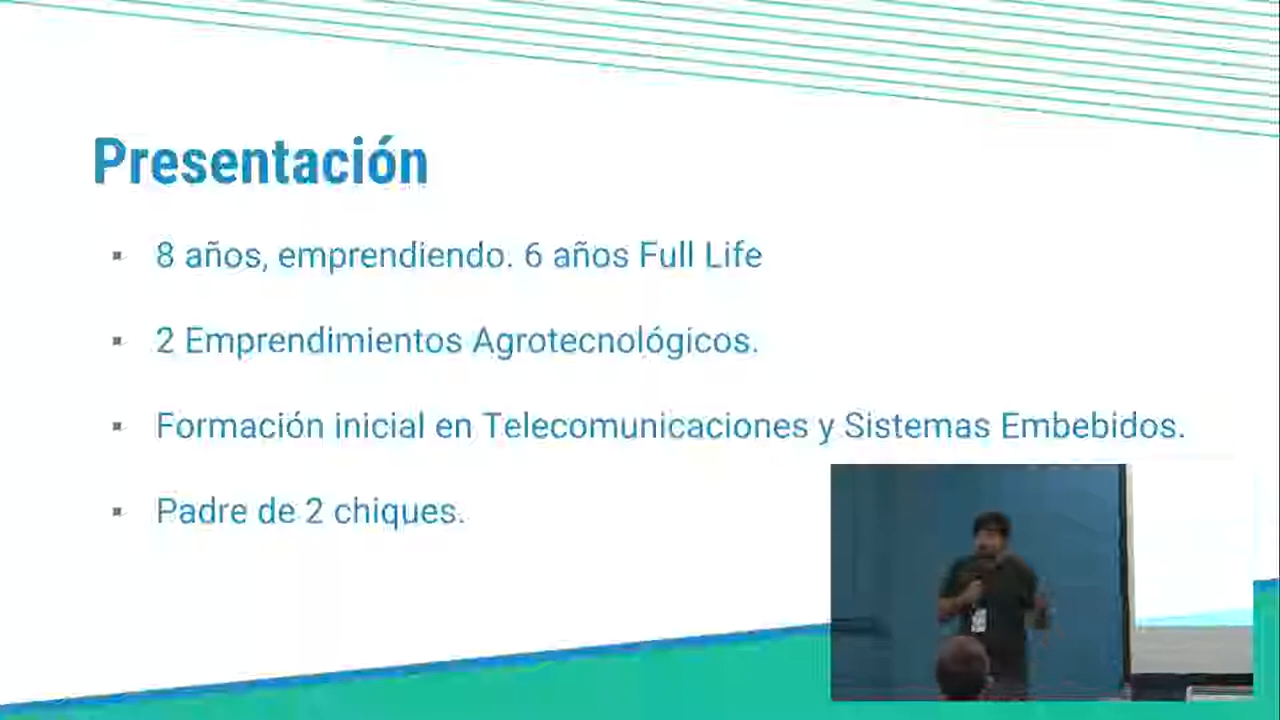 Presentación
▪ 8 años, emprendiendo. 6 años Full Life
▪ 2 Emprendimientos Agrotecnológicos.
▪ Formación inicial en Telecomunicaciones y Sistemas Embebidos.
▪ Padre de 2 chiques.